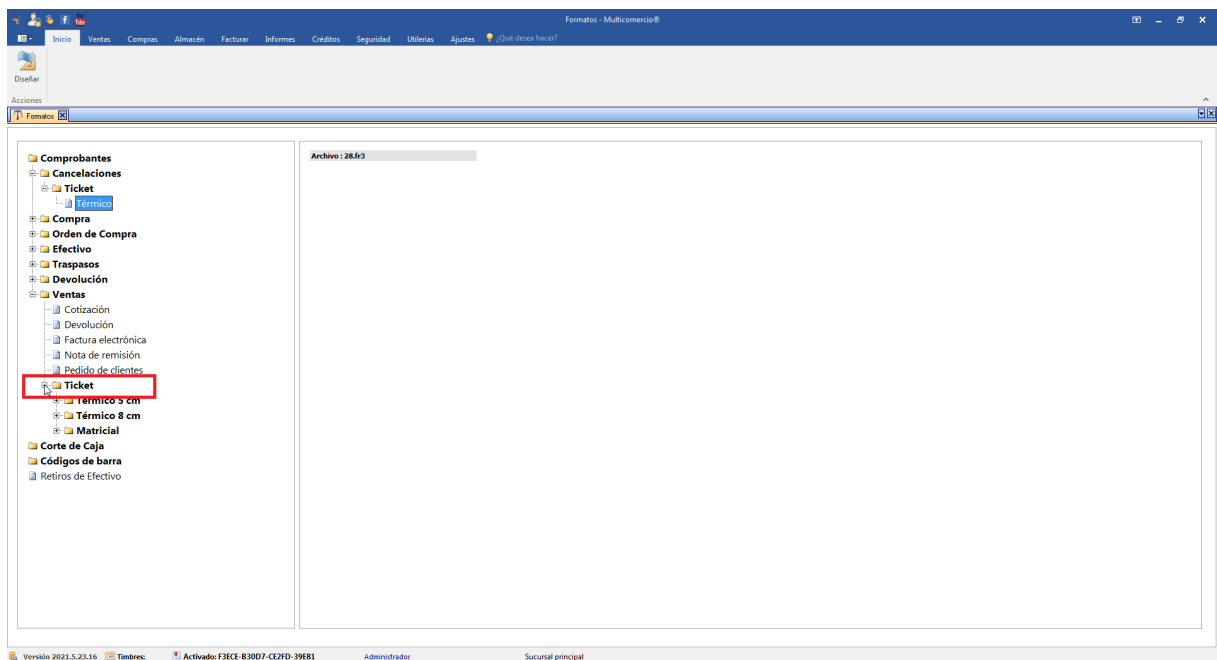 Formatos - Multicomercio®
Inicio Ventas Compras Almacén Facturar Informes Créditos Seguridad Utilerias Ajustes ¿Qué desea hacer?
Diseñar
Acciones
Formatos
Comprobantes
Cancelaciones
Ticket
Térmico
Compra
Orden de Compra
Efectivo
Traspasos
Devolución
Ventas
Cotización
Devolución
Factura electrónica
Nota de remisión
Pedido de clientes
Ticket
Térmico 5 cm
Térmico 8 cm
Matricial
Corte de Caja
Códigos de barra
Retiros de Efectivo
Archivo : 28.fr3
Versión 2021.5.23.16 Timbres: Activado: F3ECE-B30D7-CE2FD-39E81 Administrador Sucursal principal